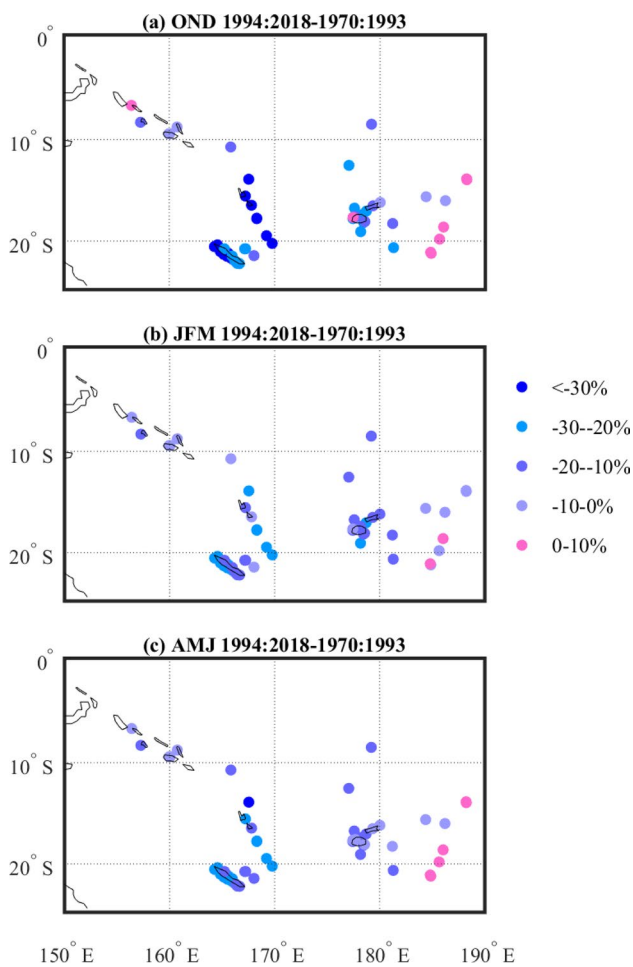 (a) OND 1994:2018-1970:1993
0°
10° S
20° S
(b) JFM 1994:2018-1970:1993
0°
10° S
20° S
<-30%
-30--20%
-20--10%
-10-0%
0-10%
(c) AMJ 1994:2018-1970:1993
0°
10° S
20° S
150° E 160° E 170° E 180° E 190° E